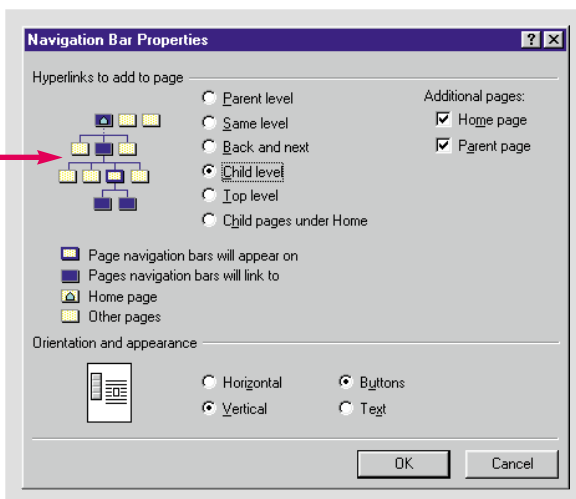 Navigation Bar Properties
Hyperlinks to add to page
Parent level
Same level
Back and next
Child level
Top level
Child pages under Home
Additional pages:
Home page
Parent page
Page navigation bars will appear on
Pages navigation bars will link to
Home page
Other pages
Orientation and appearance
Horizontal
Vertical
Buttons
Text
OK
Cancel